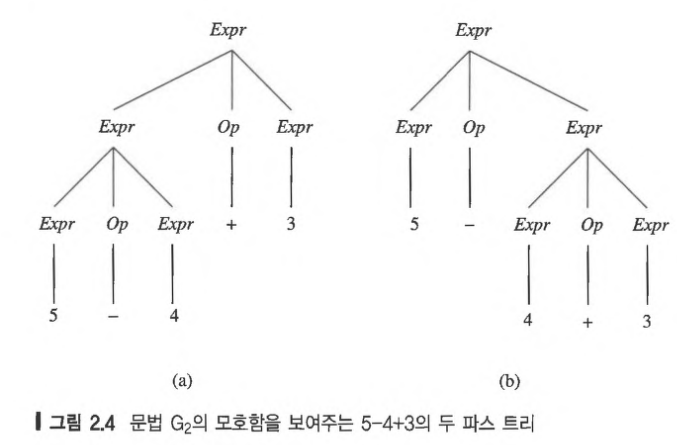 Expr Expr
Expr Op Expr Expr Op Expr
Expr Op Expr + 3 5 − Expr Op Expr
5 − 4 4 + 3
(a) (b)
그림 2.4 문법 G₂의 모호함을 보여주는 5−4+3의 두 파스 트리